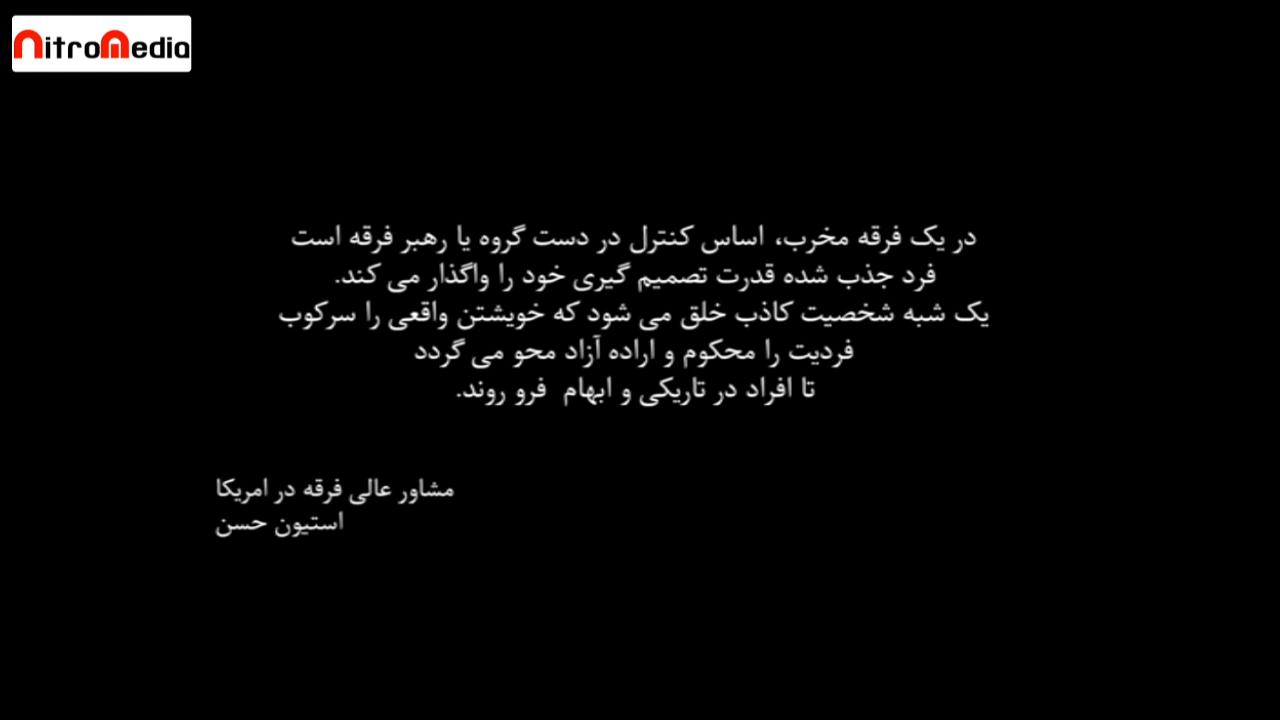 NitroMedia
در یک فرقه مخرب، اساس کنترل در دست گروه یا رهبر فرقه است
فرد جذب شده قدرت تصمیم گیری خود را واگذار می کند.
یک شبه شخصیت کاذب خلق می شود که خویشتن واقعی را سرکوب
فردیت را محکوم و اراده آزاد محو می گردد
تا افراد در تاریکی و ابهام فرو روند.
مشاور عالی فرقه در امریکا
استیون حسن